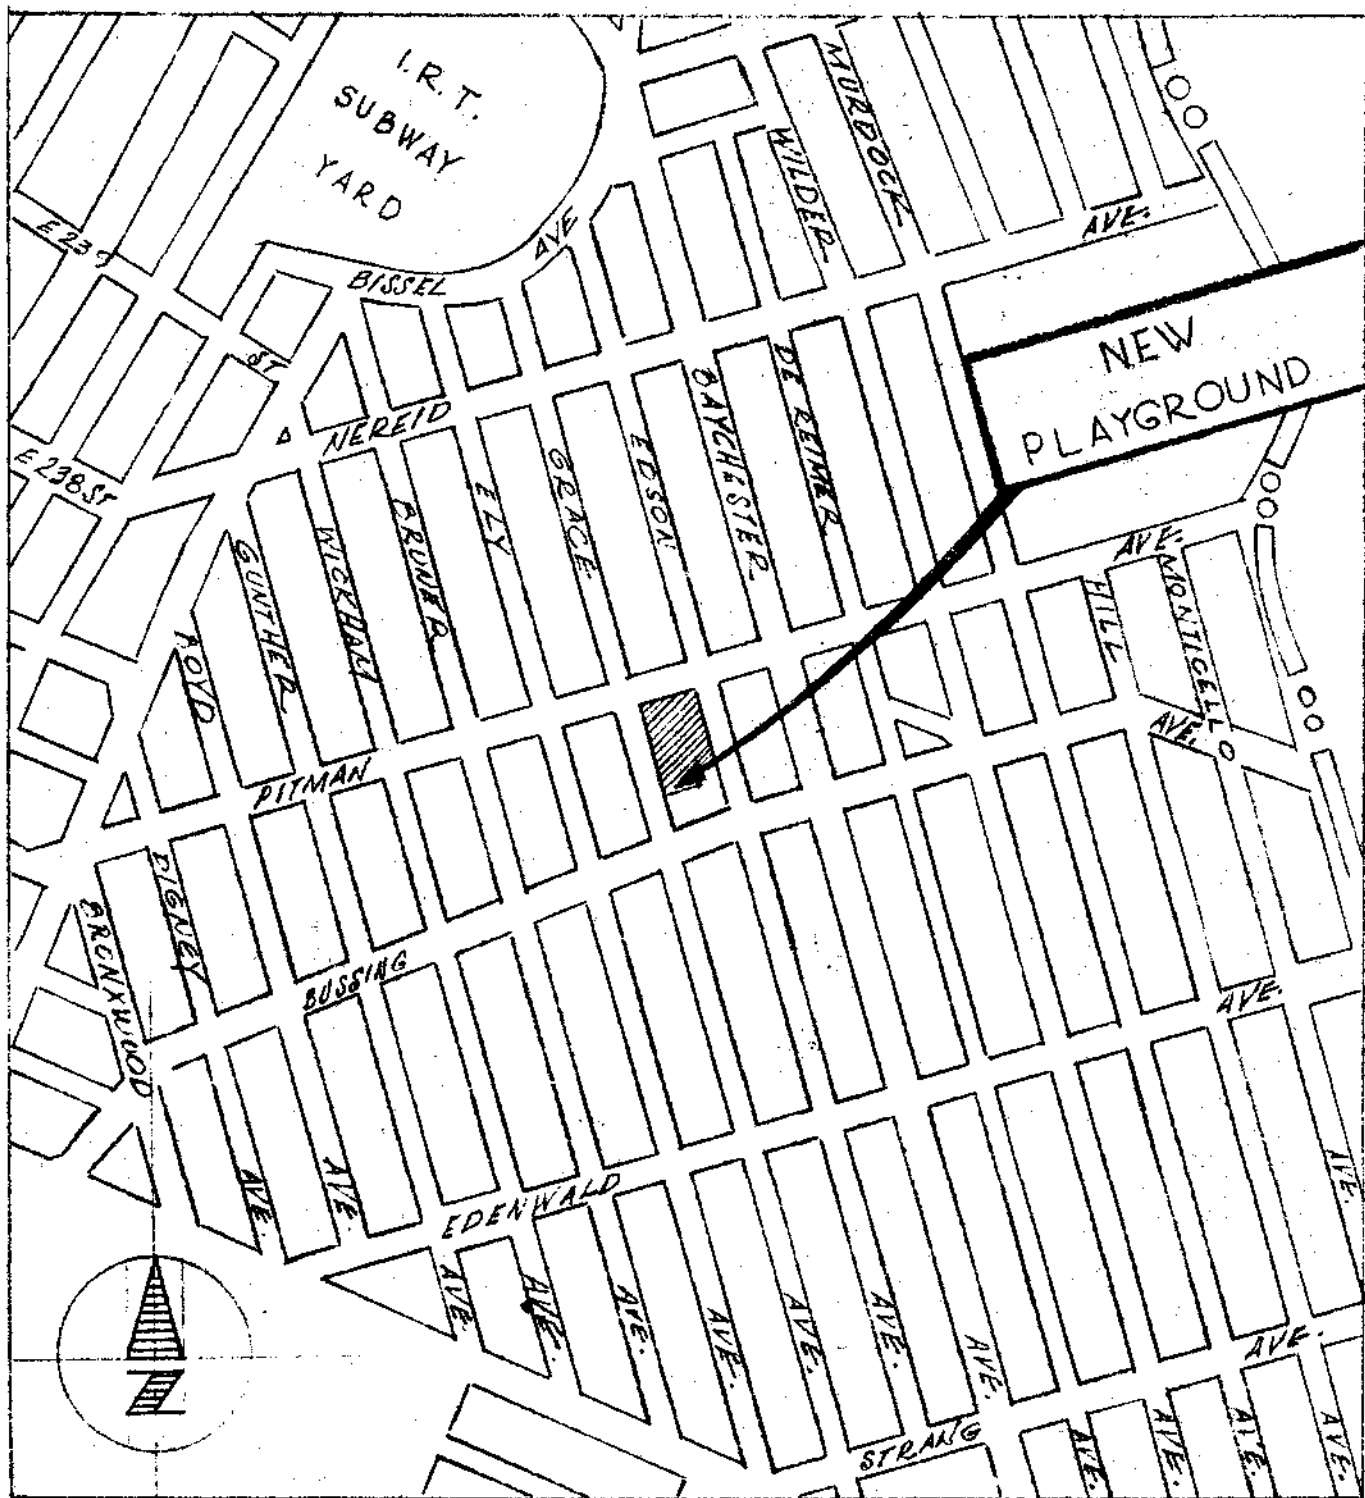 I.R.T.
SUBWAY
YARD
MURDOCK
WILDER
AVE.
E 237
ST
BISSEL
AVE
NEW
PLAYGROUND
NEREID
AVE.
E 238 ST
BOYD
GUNTHER
WICKHAM
BRUNER
ELY
GRACE
EDSON
BAYCHESTER
DE REIMER
HILL
MONTICELLO
PITMAN
AVE.
DIGNEY
BRONXWOOD
BUSSING
AVE.
EDENWALD
AVE.
AVE.
AVE.
AVE.
AVE.
AVE.
AVE.
AVE.
AVE.
AVE.
AVE.
STRANG
AVE.
AVE.
AVE.
AVE.
N